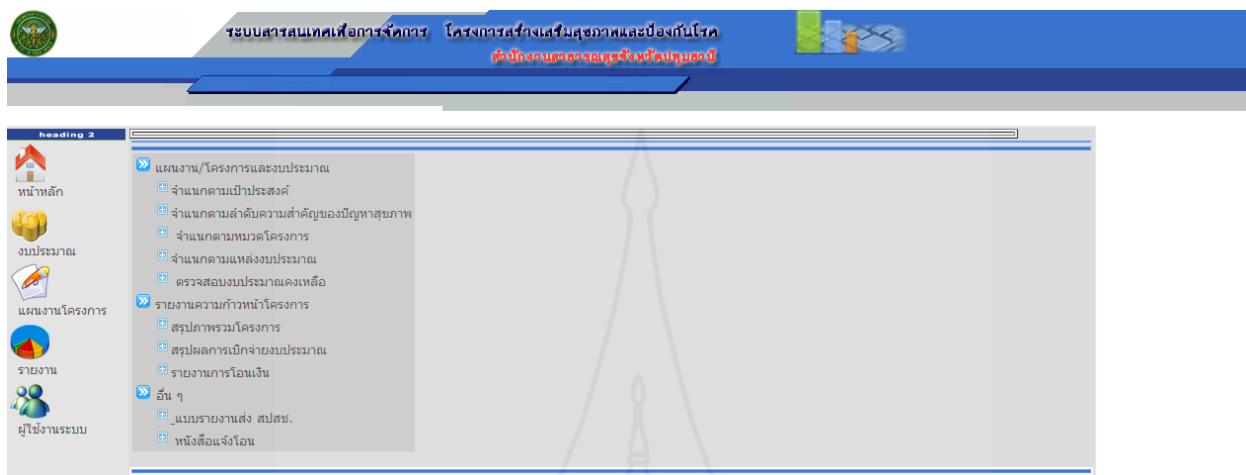 ระบบสารสนเทศเพื่อการจัดการ โครงการสร้างเสริมสุขภาพและป้องกันโรค
สำนักงานสาธารณสุขจังหวัดปทุมธานี
heading 2
หน้าหลัก
งบประมาณ
แผนงานโครงการ
รายงาน
ผู้ใช้งานระบบ
แผนงาน/โครงการและงบประมาณ
จำแนกตามเป้าประสงค์
จำแนกตามลำดับความสำคัญของปัญหาสุขภาพ
จำแนกตามหมวดโครงการ
จำแนกตามแหล่งงบประมาณ
ตรวจสอบงบประมาณคงเหลือ
รายงานความก้าวหน้าโครงการ
สรุปภาพรวมโครงการ
สรุปผลการเบิกจ่ายงบประมาณ
รายงานการโอนเงิน
อื่น ๆ
_แบบรายงานส่ง สปสช.
หนังสือแจ้งโอน